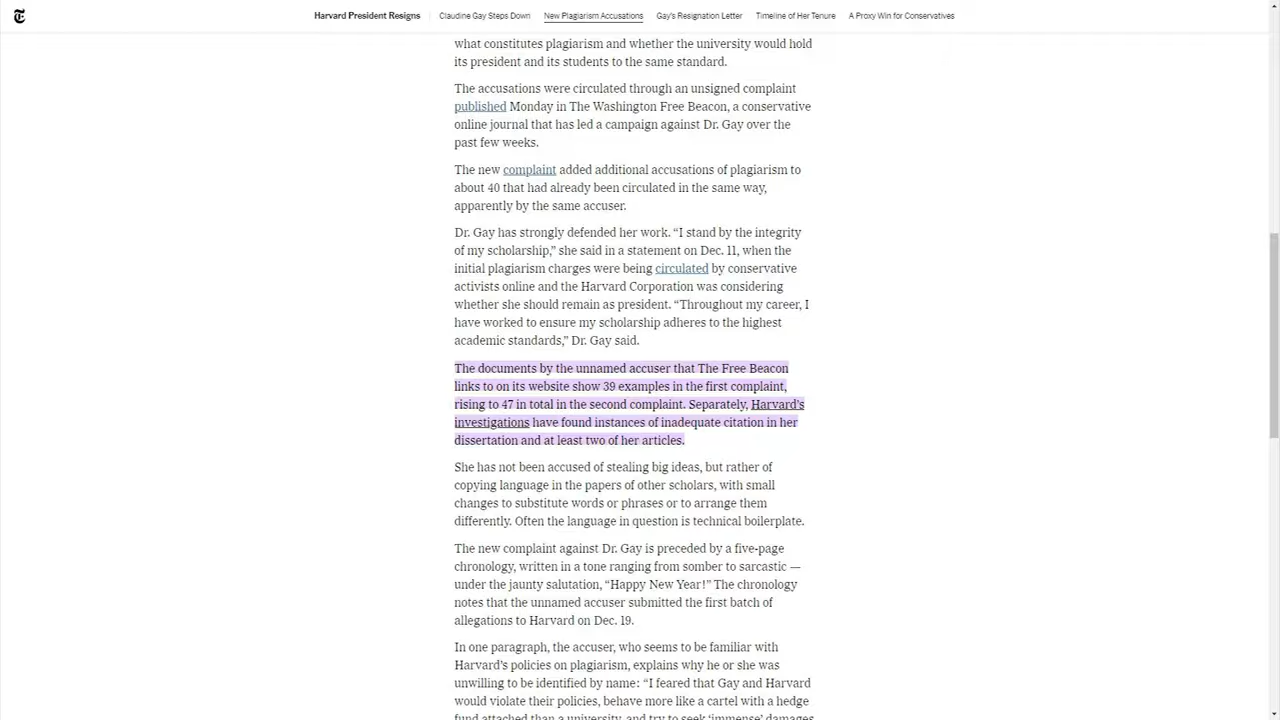 Harvard President Resigns
Claudine Gay Steps Down
New Plagiarism Accusations
Gay's Resignation Letter
Timeline of Her Tenure
A Proxy Win for Conservatives
what constitutes plagiarism and whether the university would hold
its president and its students to the same standard.
The accusations were circulated through an unsigned complaint
published Monday in The Washington Free Beacon, a conservative
online journal that has led a campaign against Dr. Gay over the
past few weeks.
The new complaint added additional accusations of plagiarism to
about 40 that had already been circulated in the same way,
apparently by the same accuser.
Dr. Gay has strongly defended her work. “I stand by the integrity
of my scholarship,” she said in a statement on Dec. 11, when the
initial plagiarism charges were being circulated by conservative
activists online and the Harvard Corporation was considering
whether she should remain as president. “Throughout my career, I
have worked to ensure my scholarship adheres to the highest
academic standards,” Dr. Gay said.
The documents by the unnamed accuser that The Free Beacon
links to on its website show 39 examples in the first complaint,
rising to 47 in total in the second complaint. Separately, Harvard’s
investigations have found instances of inadequate citation in her
dissertation and at least two of her articles.
She has not been accused of stealing big ideas, but rather of
copying language in the papers of other scholars, with small
changes to substitute words or phrases or to arrange them
differently. Often the language in question is technical boilerplate.
The new complaint against Dr. Gay is preceded by a five-page
chronology, written in a tone ranging from somber to sarcastic —
under the jaunty salutation, “Happy New Year!” The chronology
notes that the unnamed accuser submitted the first batch of
allegations to Harvard on Dec. 19.
In one paragraph, the accuser, who seems to be familiar with
Harvard’s policies on plagiarism, explains why he or she was
unwilling to be identified by name: “I feared that Gay and Harvard
would violate their policies, behave more like a cartel with a hedge
fund attached than a university, and try to seek ‘immense’ damages